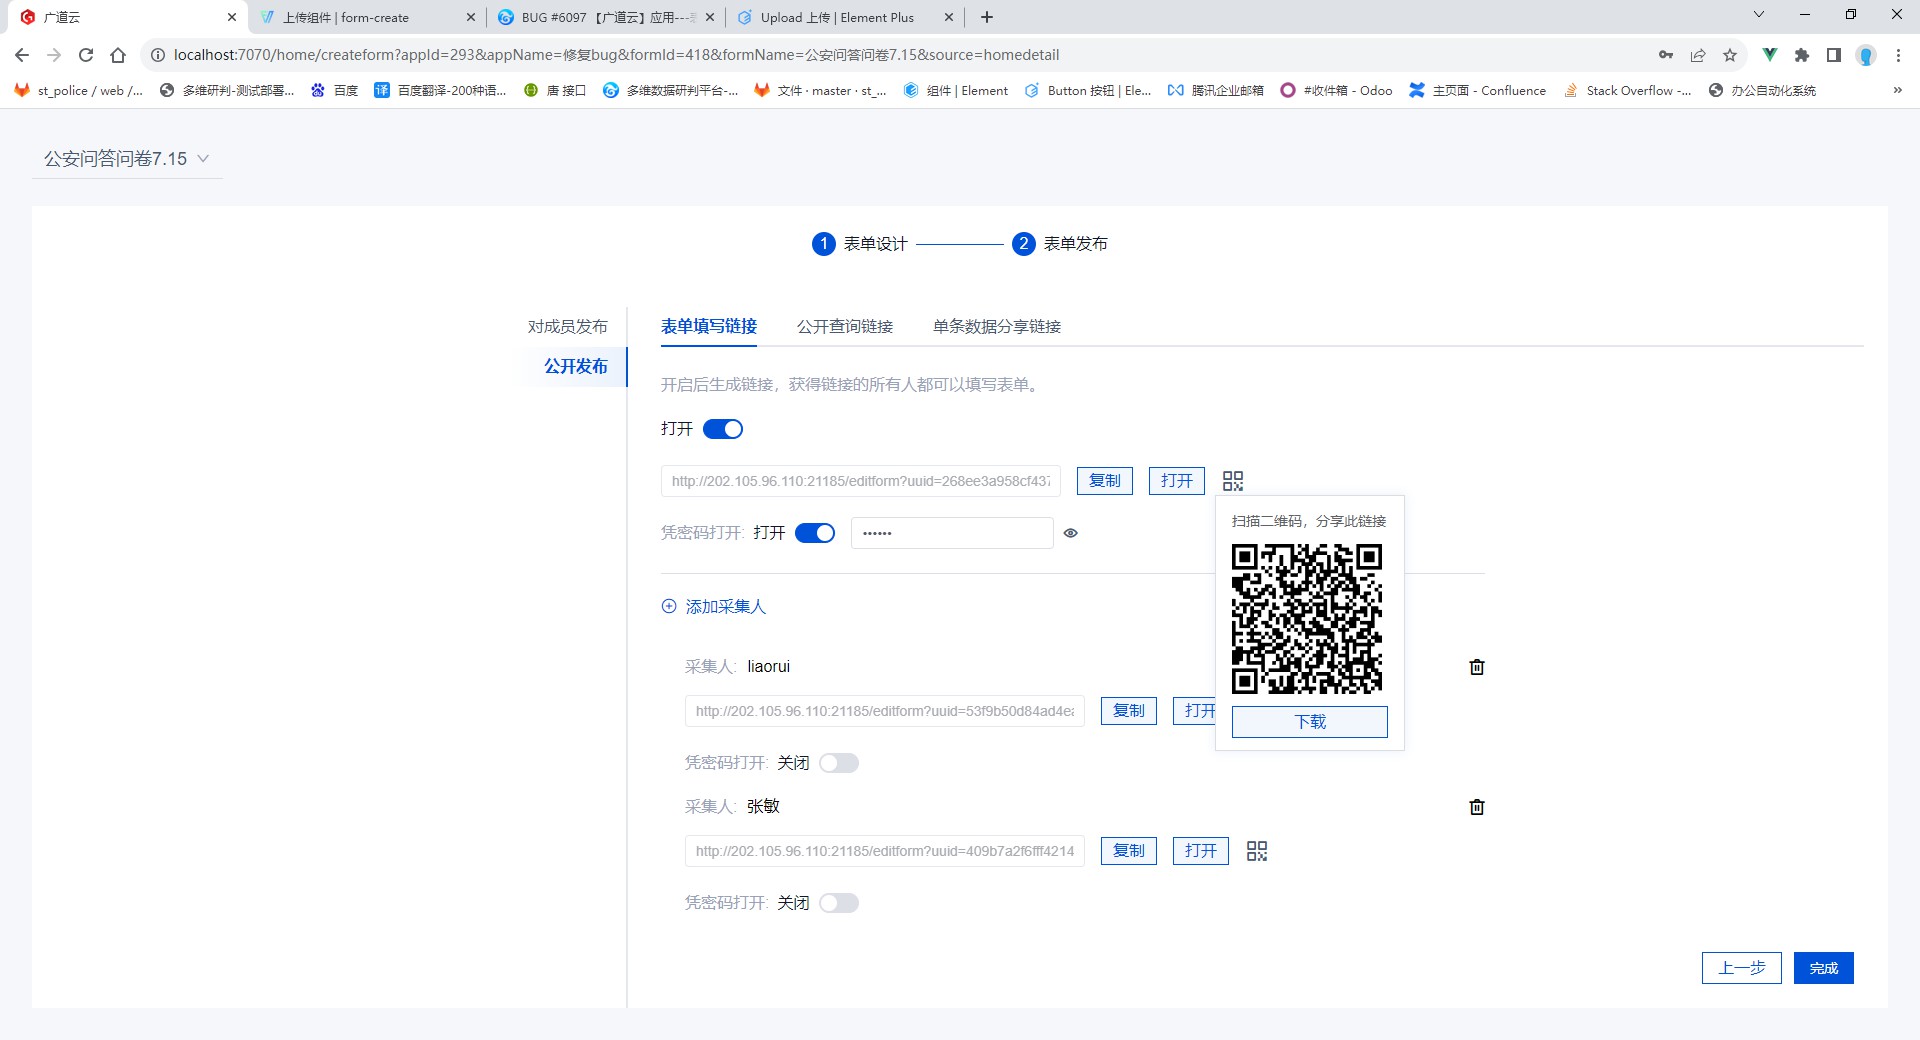 广道云
上传组件 | form-create
BUG #6097 【广道云】应用---
Upload 上传 | Element Plus
localhost:7070/home/createform?appId=293&appName=修复bug&formId=418&formName=公安问答问卷7.15&source=homedetail
st_police / web /...
多维研判-测试部署...
百度
百度翻译-200种语...
唐 接口
多维数据研判平台-...
文件 · master · st_...
组件 | Element
Button 按钮 | Ele...
腾讯企业邮箱
#收件箱 - Odoo
主页面 - Confluence
Stack Overflow -...
办公自动化系统
»
公安问答问卷7.15
1 表单设计
2 表单发布
对成员发布
公开发布
表单填写链接
公开查询链接
单条数据分享链接
开启后生成链接，获得链接的所有人都可以填写表单。
打开
http://202.105.96.110:21185/editform?uuid=268ee3a958cf437
复制
打开
凭密码打开: 打开
••••••
扫描二维码，分享此链接
下载
添加采集人
采集人: liaorui
http://202.105.96.110:21185/editform?uuid=53f9b50d84ad4ea
复制
打开
凭密码打开: 关闭
采集人: 张敏
http://202.105.96.110:21185/editform?uuid=409b7a2f6fff4214
复制
打开
凭密码打开: 关闭
上一步
完成